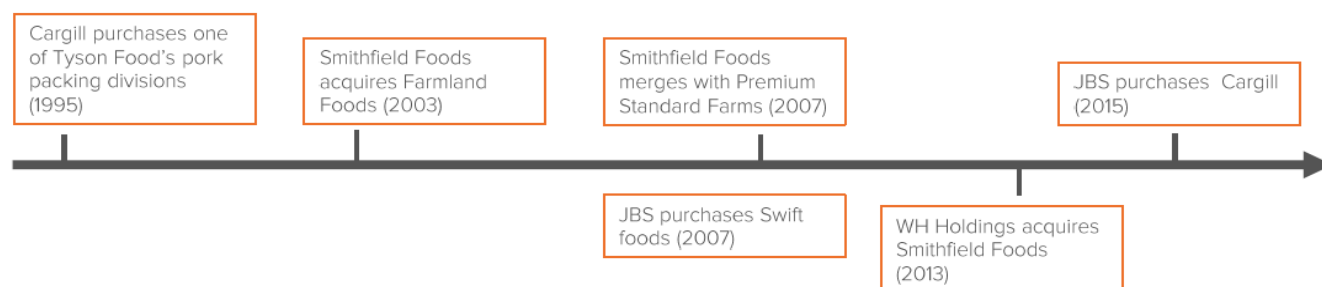 Cargill purchases one
of Tyson Food's pork
packing divisions
(1995)
Smithfield Foods
acquires Farmland
Foods (2003)
Smithfield Foods
merges with Premium
Standard Farms (2007)
JBS purchases Cargill
(2015)
JBS purchases Swift
foods (2007)
WH Holdings acquires
Smithfield Foods
(2013)